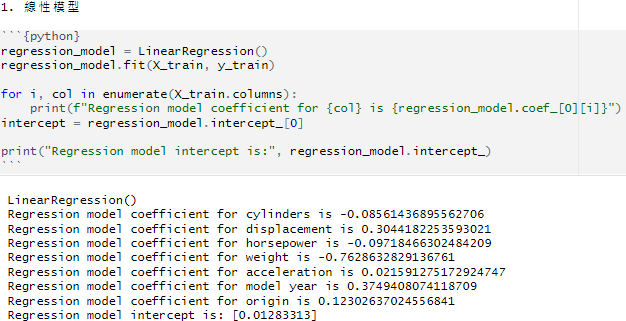 1. 线性模型
```{python}
regression_model = LinearRegression()
regression_model.fit(X_train, y_train)
for i, col in enumerate(X_train.columns):
    print(f"Regression model coefficient for {col} is {regression_model.coef_[0][i]}")
intercept = regression_model.intercept_[0]
print("Regression model intercept is:", regression_model.intercept_)
```
LinearRegression()
Regression model coefficient for cylinders is -0.08561436895562706
Regression model coefficient for displacement is 0.3044182253593021
Regression model coefficient for horsepower is -0.09718466302484209
Regression model coefficient for weight is -0.7628632829136761
Regression model coefficient for acceleration is 0.021591275172924747
Regression model coefficient for model year is 0.3749408074118709
Regression model coefficient for origin is 0.12302637024556841
Regression model intercept is: [0.01283313]